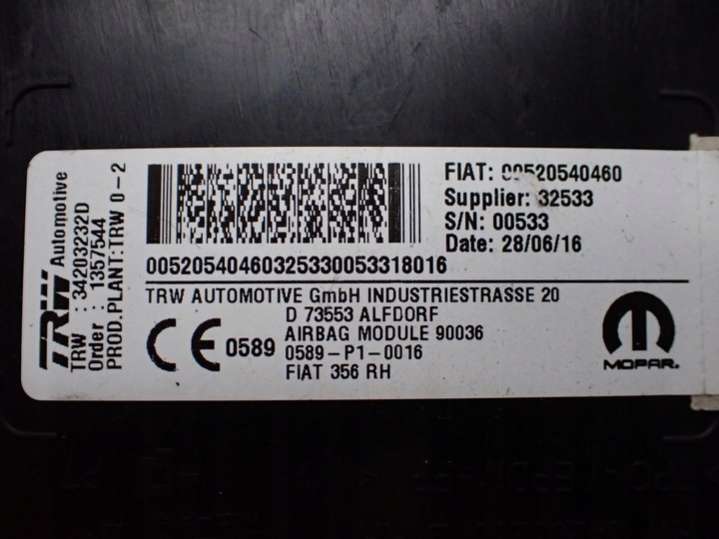 TRW Automotive
TRW : 34203232D
Order : 1357544
PROD.PLANT:TRW 0-2
005205404603253300533 18016
FIAT: 00520540460
Supplier: 32533
S/N: 00533
Date: 28/06/16
TRW AUTOMOTIVE GmbH INDUSTRIESTRASSE 20
D 73553 ALFDORF
AIRBAG MODULE 90036
CE 0589 0589-P1-0016
FIAT 356 RH
MOPAR.